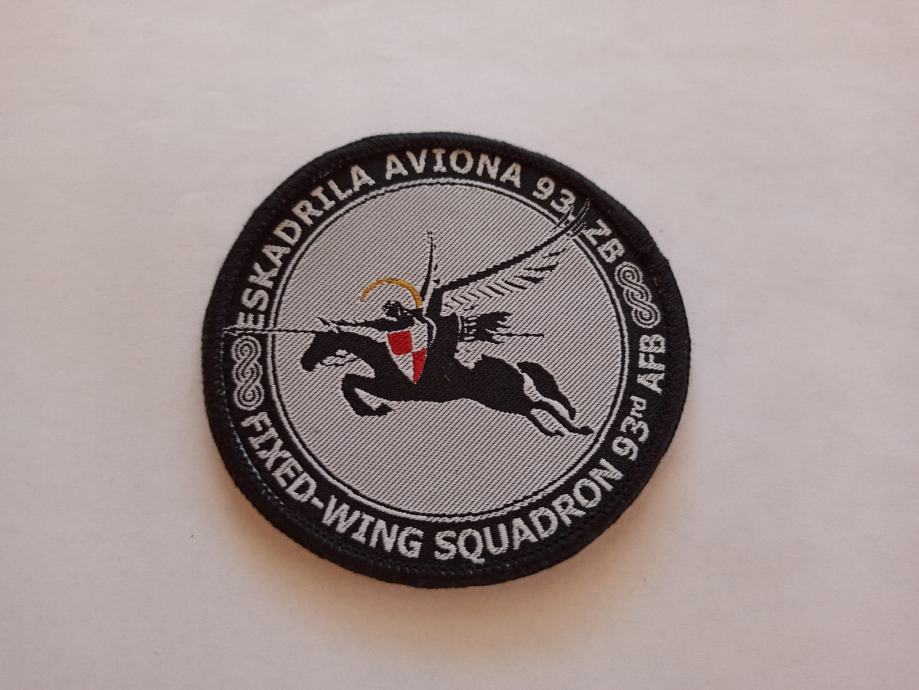 ESKADRILA AVIONA 93. ZB
FIXED-WING SQUADRON 93rd AFB